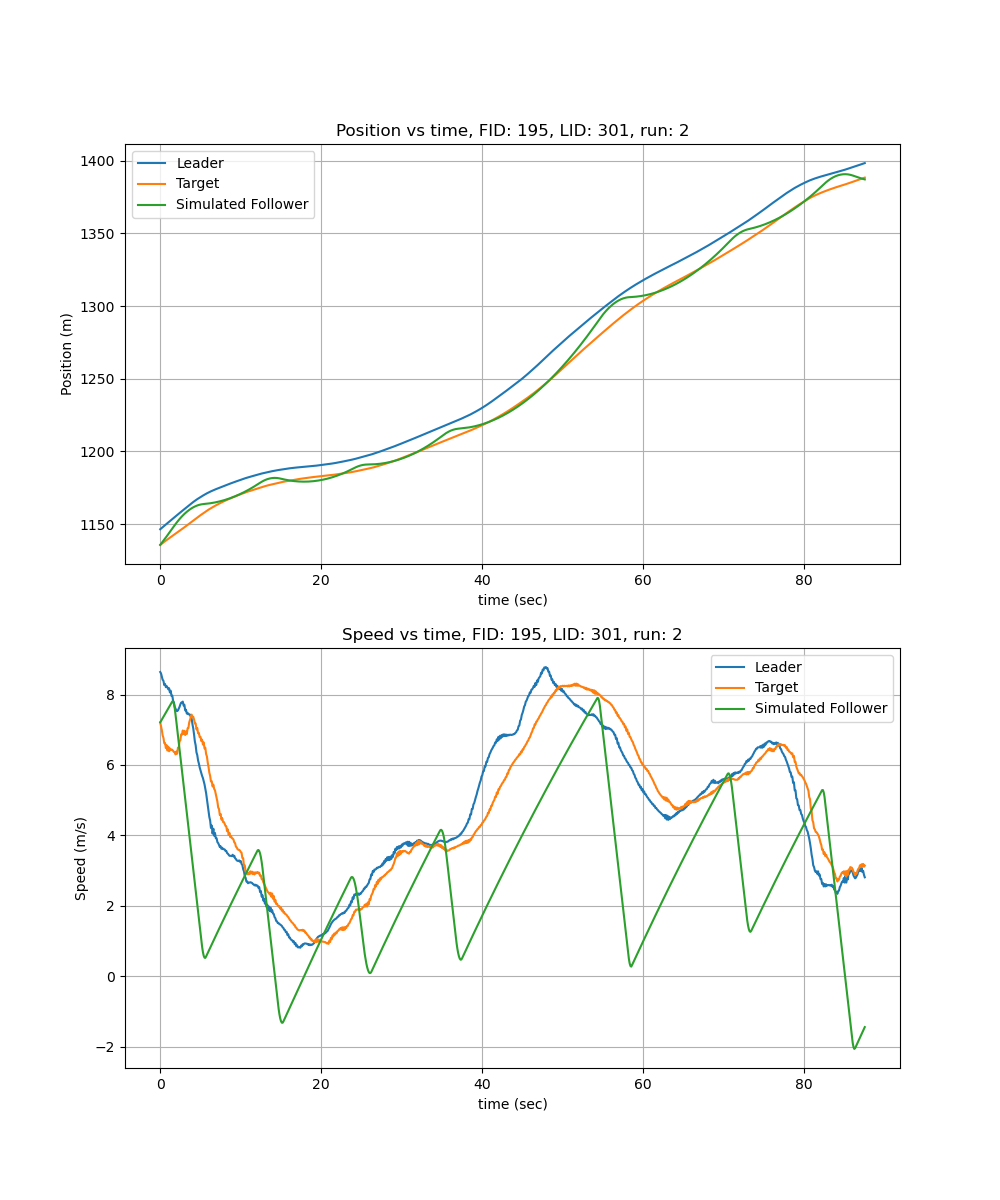 Position vs time, FID: 195, LID: 301, run: 2
Leader
Target
Simulated Follower
1400
1350
1300
1250
1200
1150
Position (m)
0 20 40 60 80
time (sec)
Speed vs time, FID: 195, LID: 301, run: 2
Leader
Target
Simulated Follower
8
6
4
2
0
−2
Speed (m/s)
0 20 40 60 80
time (sec)